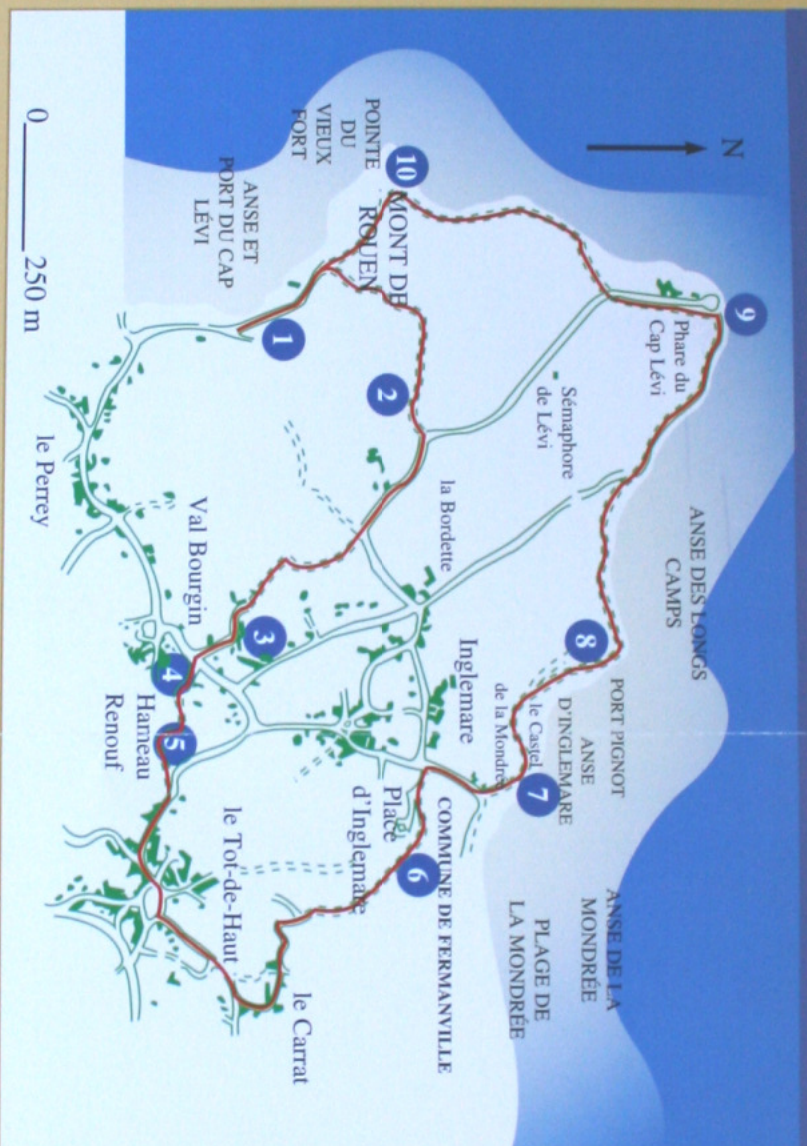 N
9
Phare du
Cap Lévi
ANSE DES LONGS
CAMPS
PORT PIGNOT
ANSE
D'INGLEMARE
ANSE DE LA
MONDRÉE
PLAGE DE
LA MONDRÉE
8
Sémaphore
de Lévi
le Castel
de la Mondré
7
10
POINTE
DU
VIEUX
FORT
MONT DE
ROUEN
2
la Bordette
Inglemare
COMMUNE DE FERMANVILLE
6
Place
d'Inglemare
1
3
le Carrat
ANSE ET
PORT DU CAP
LÉVI
le Tot-de-Haut
Val Bourgin
4
5
Hameau
Renouf
le Perrey
0
250 m